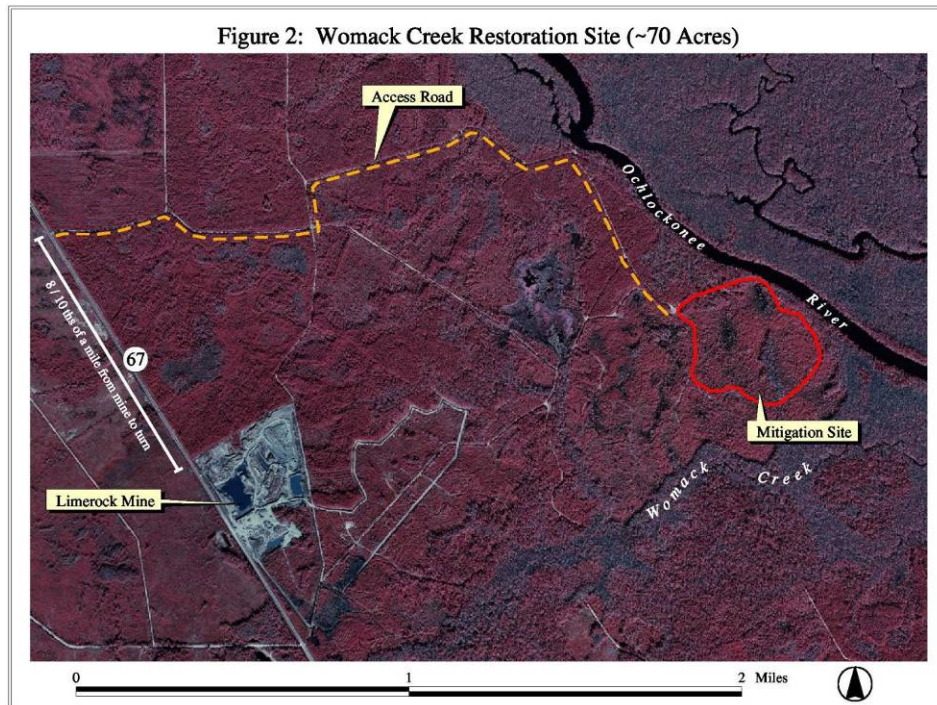 Figure 2: Womack Creek Restoration Site (~70 Acres)
Access Road
Ochlockonee
River
8 / 10 ths of a mile from mine to turn
67
Mitigation Site
Limerock Mine
Womack
Creek
0
1
2 Miles